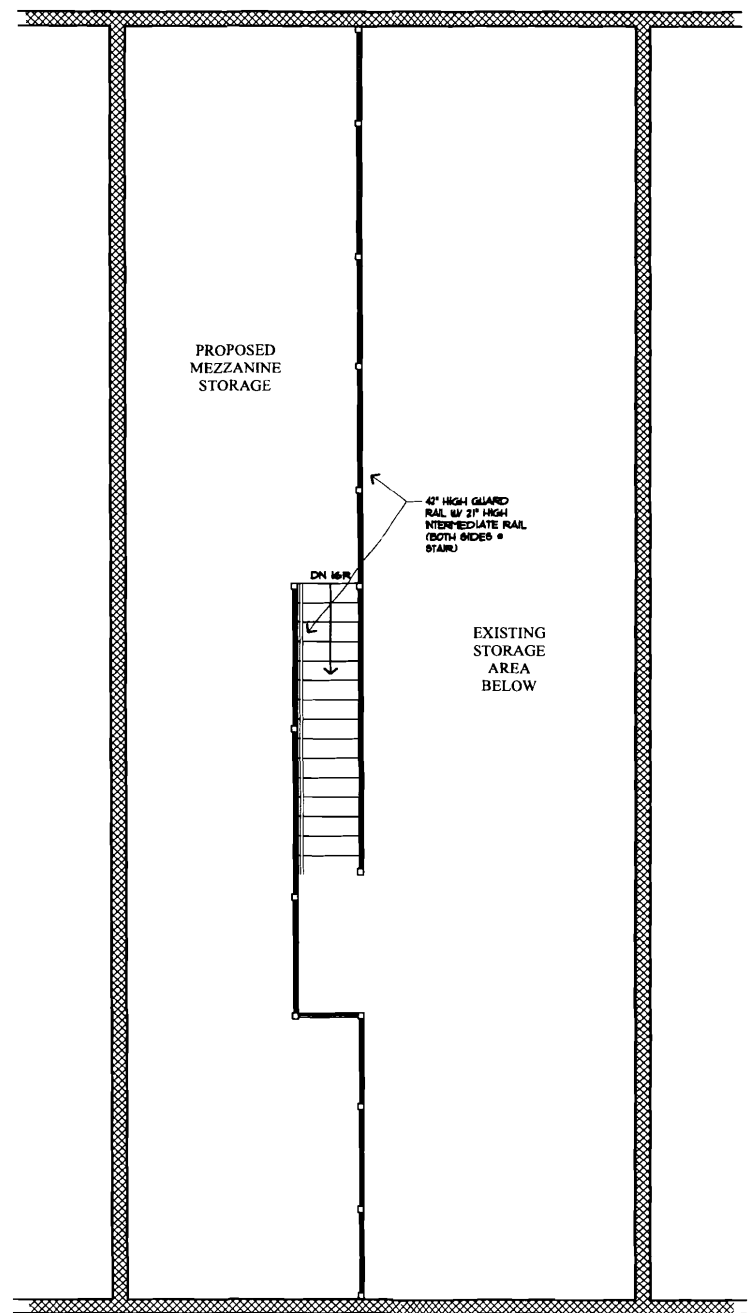 PROPOSED
MEZZANINE
STORAGE
42" HIGH GUARD
RAIL W/ 21" HIGH
INTERMEDIATE RAIL
(BOTH SIDES @
STAIR)
DN 16R
EXISTING
STORAGE
AREA
BELOW